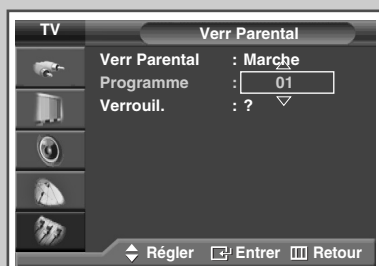 TV
Verr Parental
Verr Parental : Marche
Programme : 01
Verrouil. : ?
Régler Entrer Retour